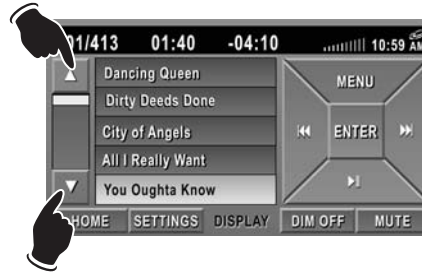 01/413 01:40 -04:10 10:59 AM
Dancing Queen
MENU
Dirty Deeds Done
City of Angels
ENTER
All I Really Want
You Oughta Know
HOME SETTINGS DISPLAY DIM OFF MUTE